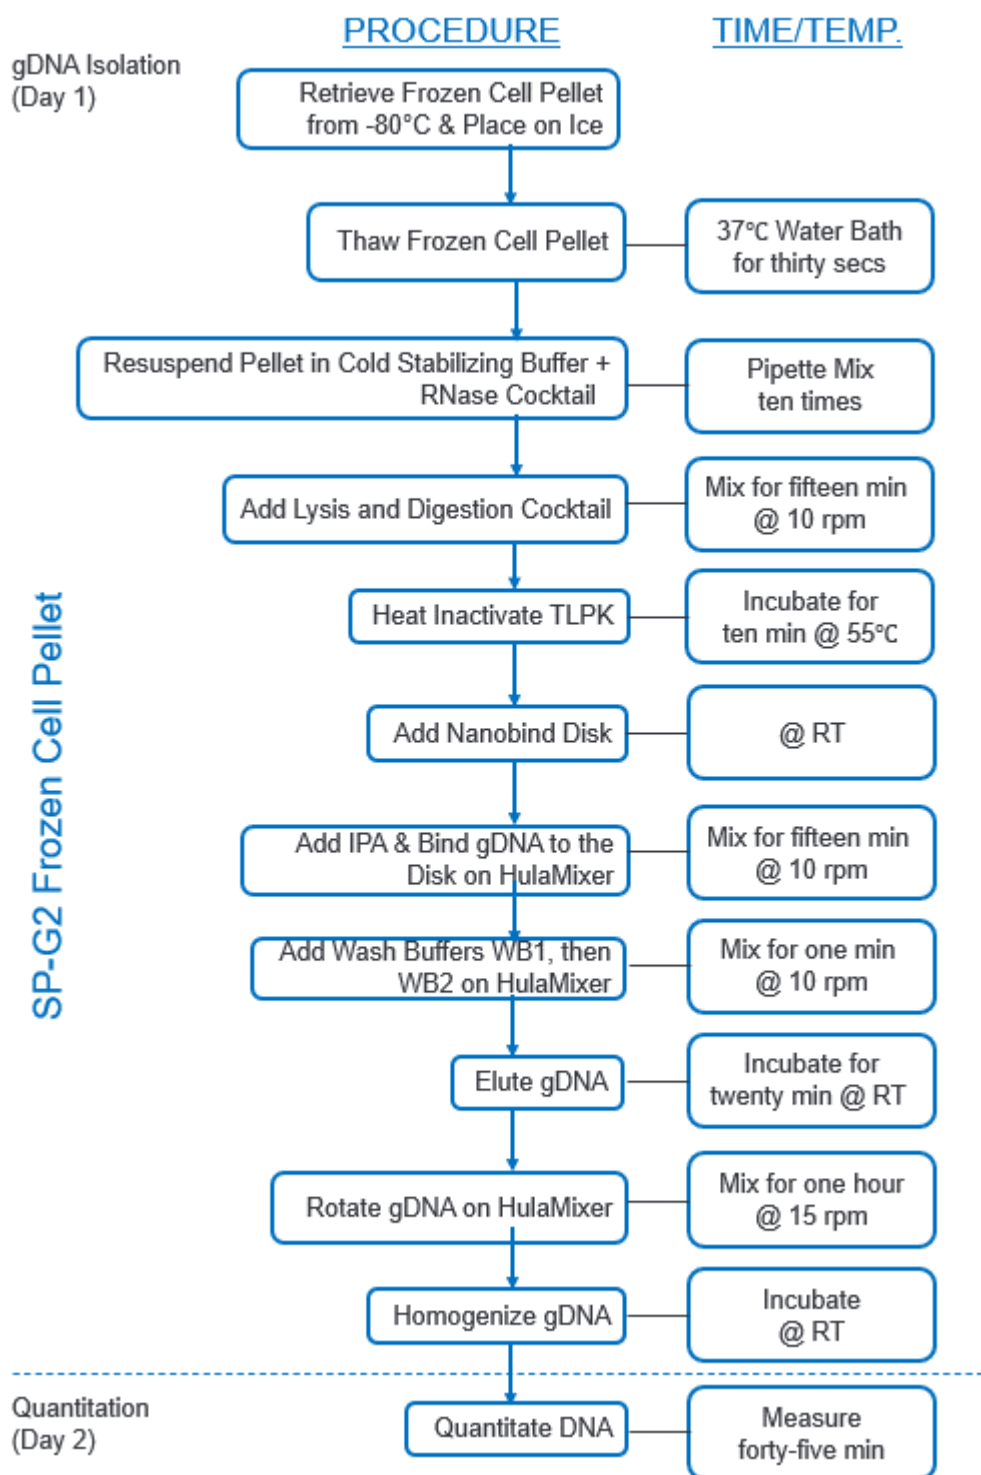 PROCEDURE
TIME/TEMP.
gDNA Isolation
(Day 1)
Retrieve Frozen Cell Pellet
from -80°C & Place on Ice
Thaw Frozen Cell Pellet
37℃ Water Bath
for thirty secs
Resuspend Pellet in Cold Stabilizing Buffer +
RNase Cocktail
Pipette Mix
ten times
Add Lysis and Digestion Cocktail
Mix for fifteen min
@ 10 rpm
Heat Inactivate TLPK
Incubate for
ten min @ 55℃
Add Nanobind Disk
@ RT
Add IPA & Bind gDNA to the
Disk on HulaMixer
Mix for fifteen min
@ 10 rpm
Add Wash Buffers WB1, then
WB2 on HulaMixer
Mix for one min
@ 10 rpm
Elute gDNA
Incubate for
twenty min @ RT
Rotate gDNA on HulaMixer
Mix for one hour
@ 15 rpm
Homogenize gDNA
Incubate
@ RT
SP-G2 Frozen Cell Pellet
Quantitation
(Day 2)
Quantitate DNA
Measure
forty-five min